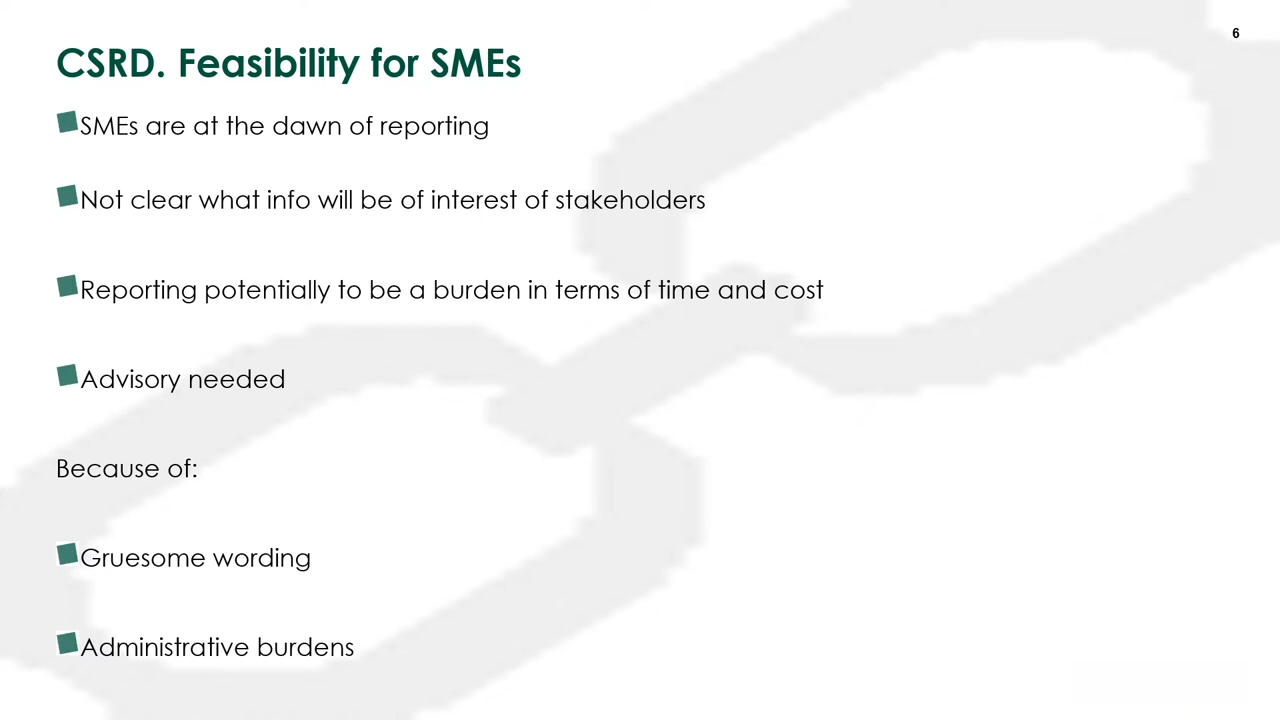 6
CSRD. Feasibility for SMEs
SMEs are at the dawn of reporting
Not clear what info will be of interest of stakeholders
Reporting potentially to be a burden in terms of time and cost
Advisory needed
Because of:
Gruesome wording
Administrative burdens